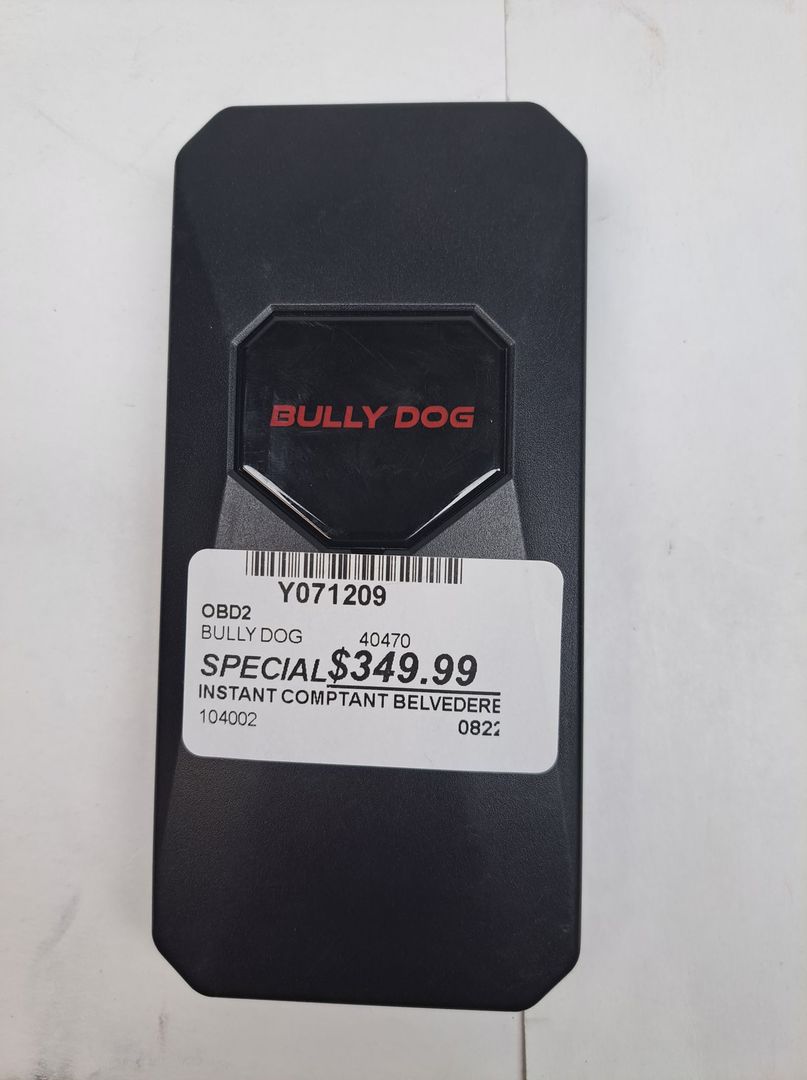 BULLY DOG
Y071209
OBD2
BULLY DOG 40470
SPECIAL $349.99
INSTANT COMPTANT BELVEDERE
104002 0822